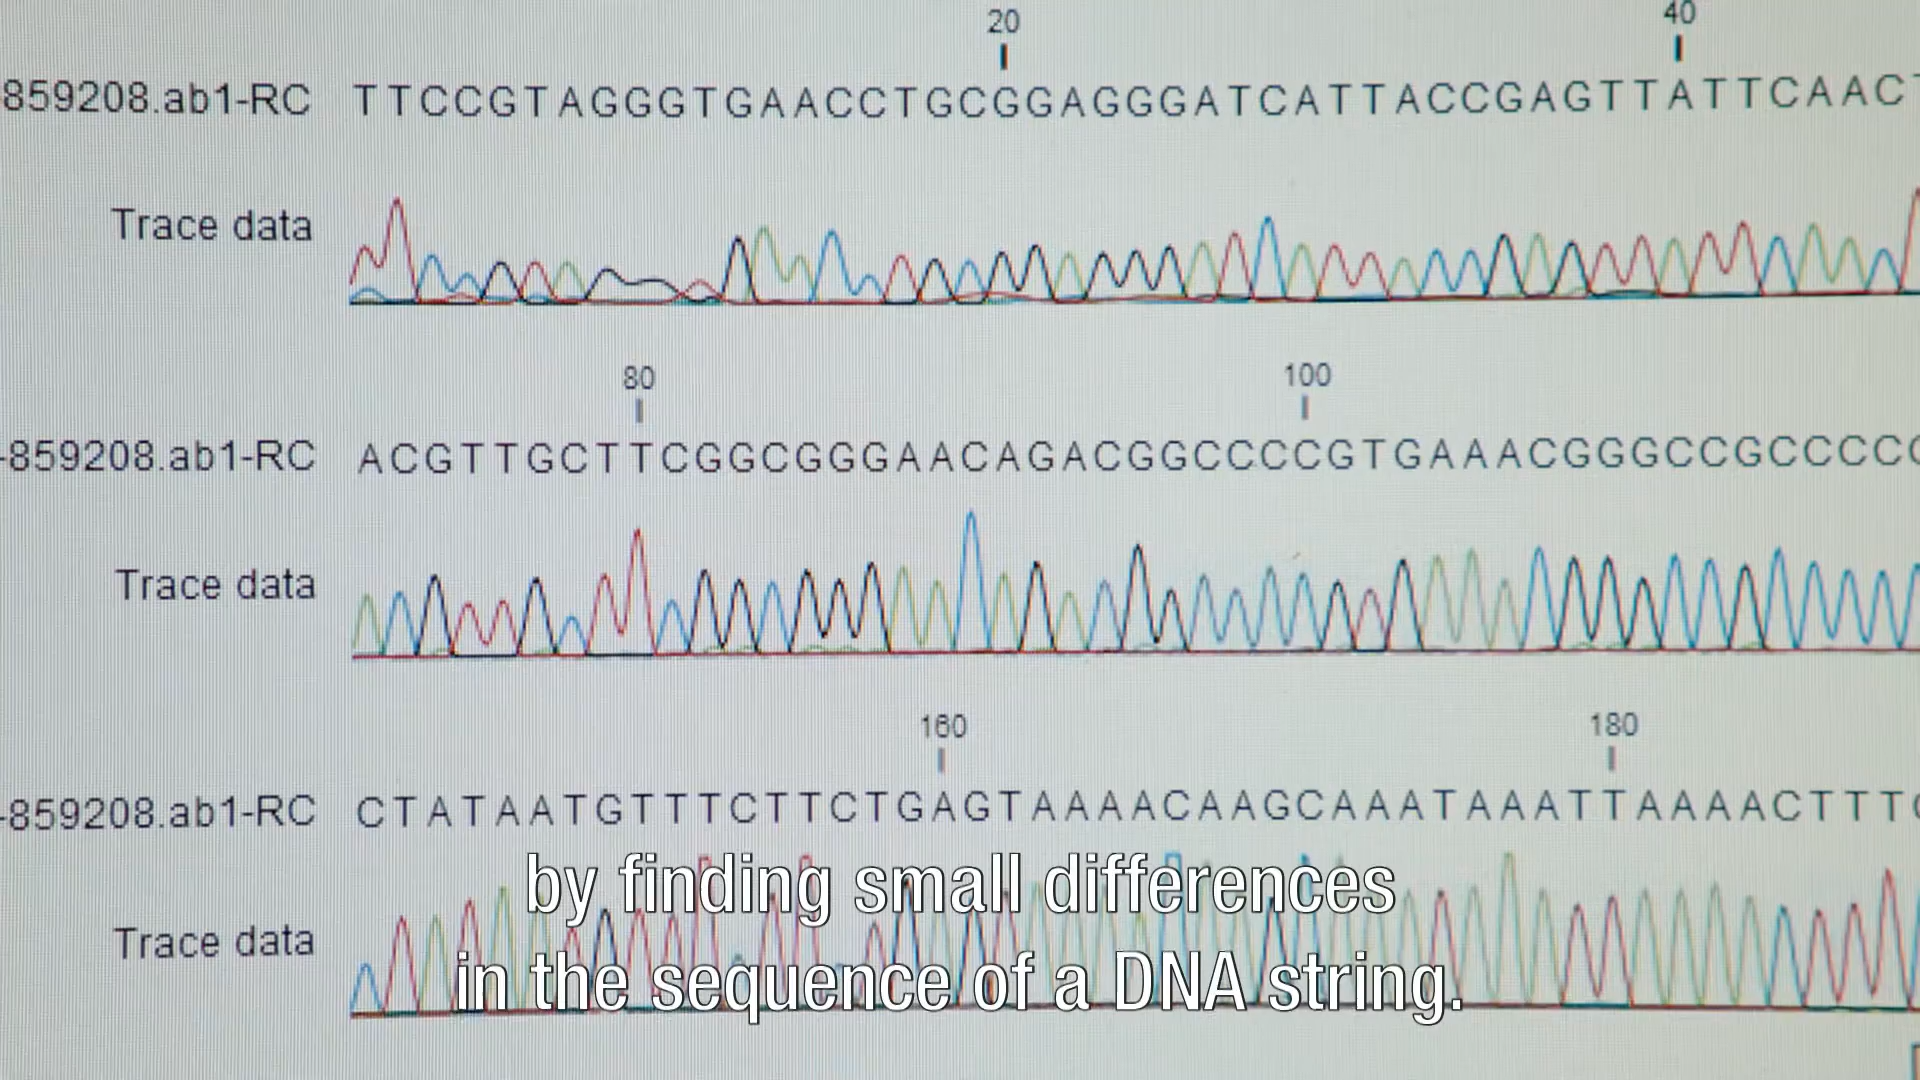 20 40
859208.ab1-RC TTCCGTAGGGTGAACCTGCGGAGGGATCATTACCGAGTTATTCAAC
Trace data
80 100
-859208.ab1-RC ACGTTGCTTCGGCGGGAACAGACGGCCCCGTGAAACGGGCCGCCCC
Trace data
160 180
-859208.ab1-RC CTATAATGTTTCTTCTGAGTAAAACAAGCAAATAAATTAAAACTTT
by finding small differences
Trace data
in the sequence of a DNA string.